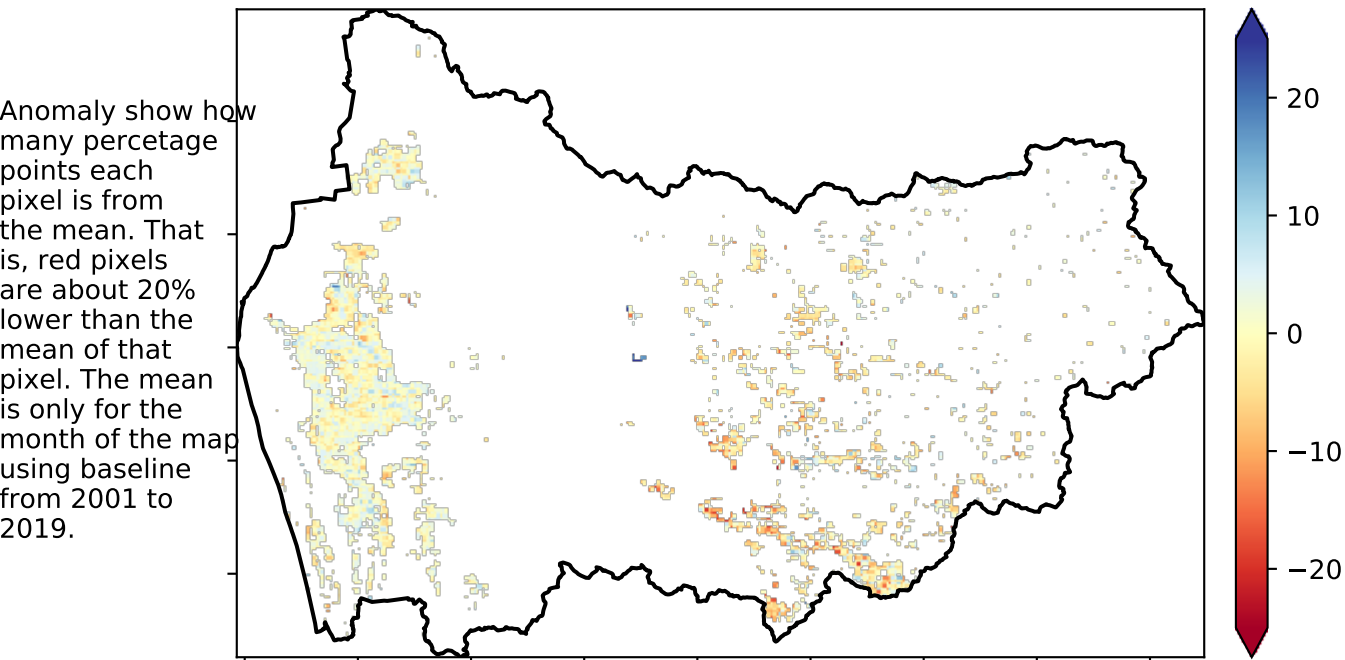 Anomaly show how
many percetage
points each
pixel is from
the mean. That
is, red pixels
are about 20%
lower than the
mean of that
pixel. The mean
is only for the
month of the map
using baseline
from 2001 to
2019.
20
10
0
−10
−20